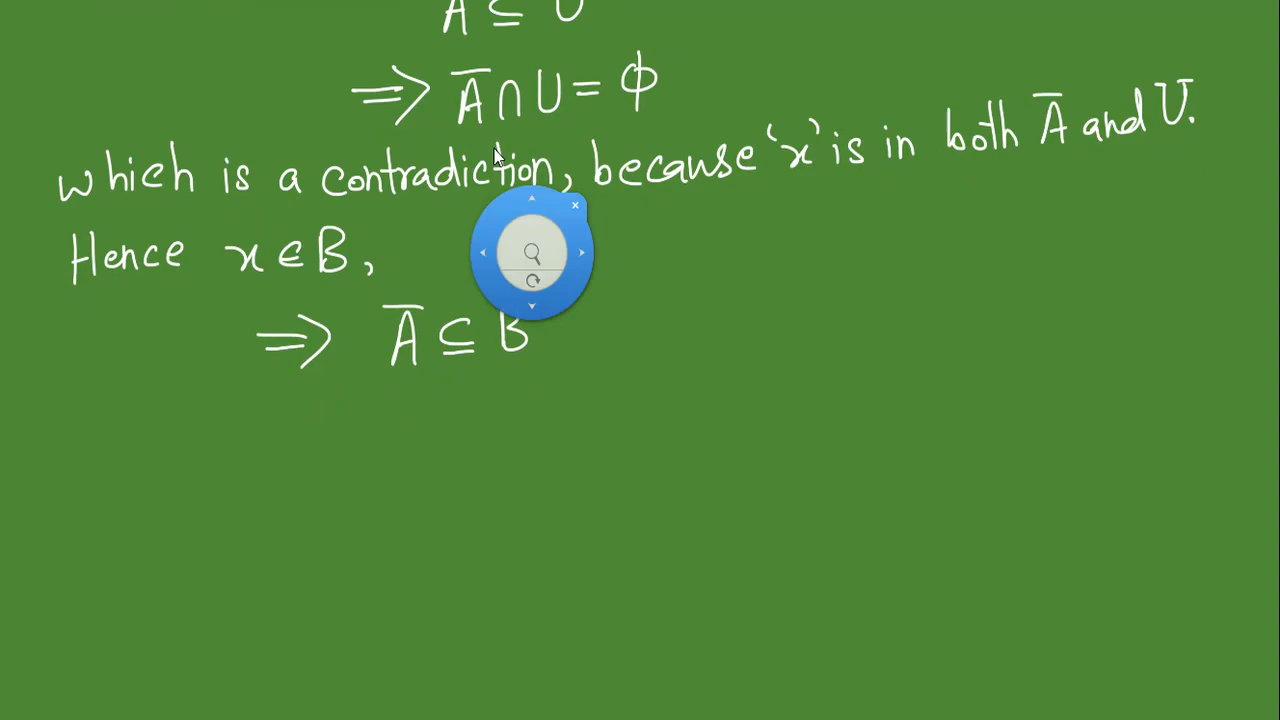 A ⊆ U
⇒ A̅ ∩ U = ϕ
which is a contradiction, because 'x' is in both A̅ and U.
Hence x ∈ B,
⇒ A̅ ⊆ B